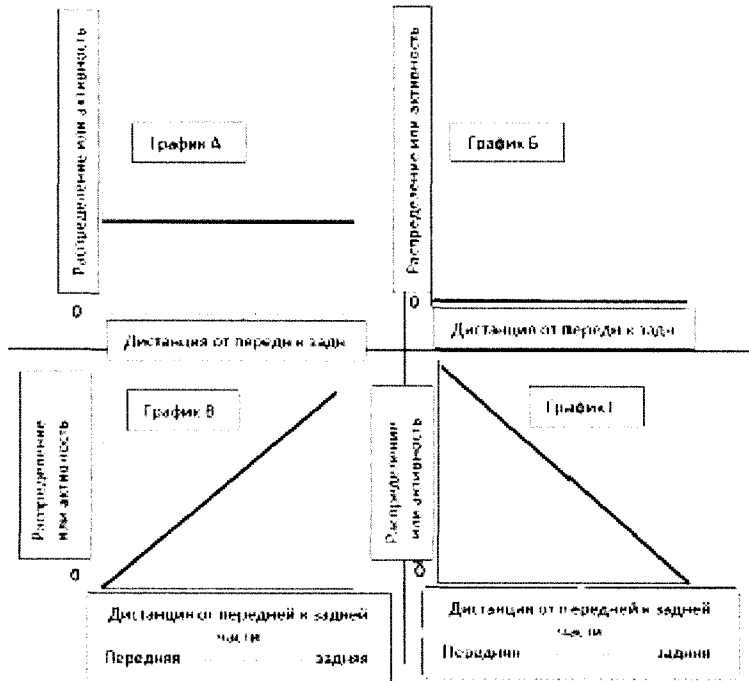 Распределение или активность
График А
0
Дистанция от передн к задн
Распределение или активность
График Б
0
Дистанция от передн к задн
Распределение
или активность
График В
0
Дистанция от передней к задней
части
Передняя задняя
Распределение
или активность
График Г
0
Дистанция от передней к задней
части
Передняя задняя